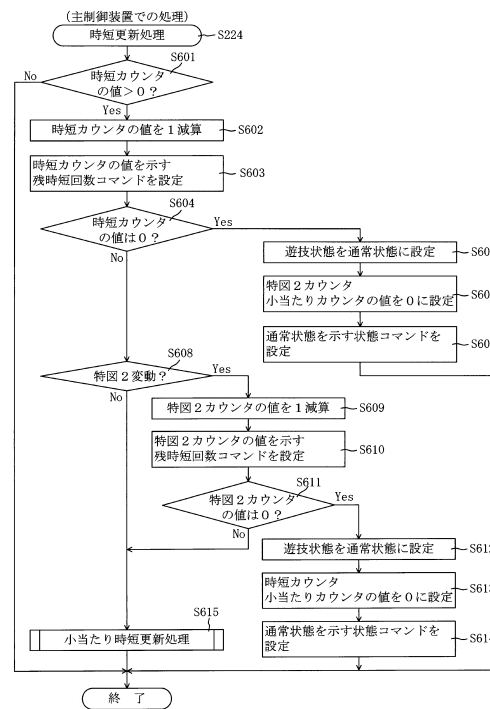 (主制御装置での処理)
時短更新処理
S224
S601
No
時短カウンタ
の値>0?
Yes
時短カウンタの値を1減算
S602
時短カウンタの値を示す
残時短回数コマンドを設定
S603
S604
時短カウンタ
の値は0?
Yes
No
遊技状態を通常状態に設定
S60
特図2カウンタ
小当たりカウンタの値を0に設定
S60
通常状態を示す状態コマンドを
設定
S60
S608
特図2変動?
Yes
No
特図2カウンタの値を1減算
S609
特図2カウンタの値を示す
残時短回数コマンドを設定
S610
S611
特図2カウンタ
の値は0?
Yes
No
遊技状態を通常状態に設定
S612
時短カウンタ
小当たりカウンタの値を0に設定
S613
通常状態を示す状態コマンドを
設定
S614
S615
小当たり時短更新処理
終 了